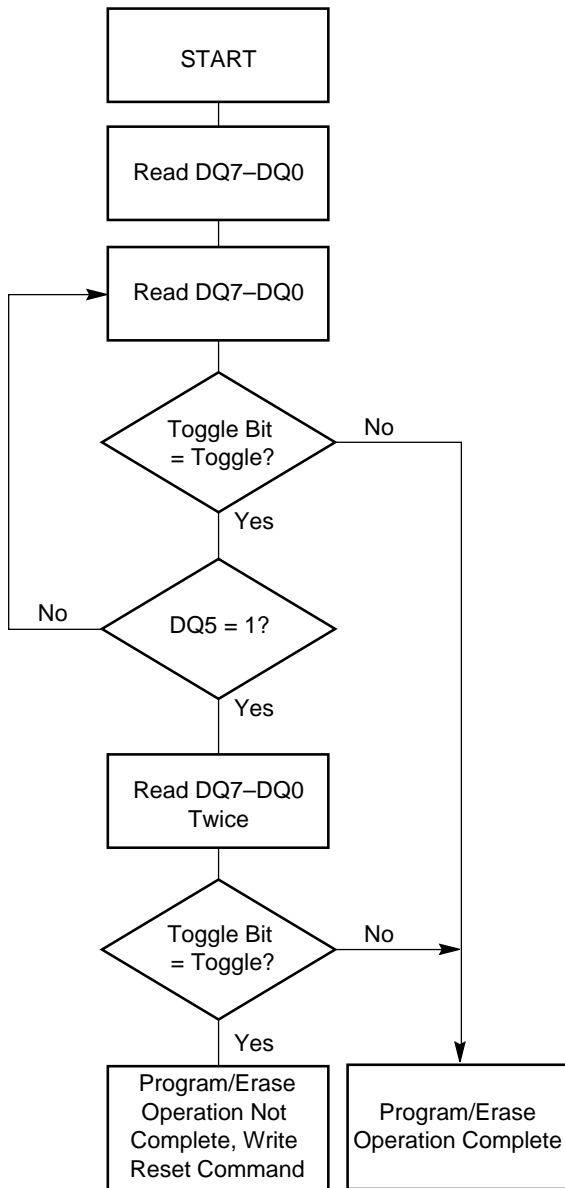 START
Read DQ7–DQ0
Read DQ7–DQ0
Toggle Bit
= Toggle?
No
Yes
No
DQ5 = 1?
Yes
Read DQ7–DQ0
Twice
Toggle Bit
= Toggle?
No
Yes
Program/Erase
Operation Not
Complete, Write
Reset Command
Program/Erase
Operation Complete